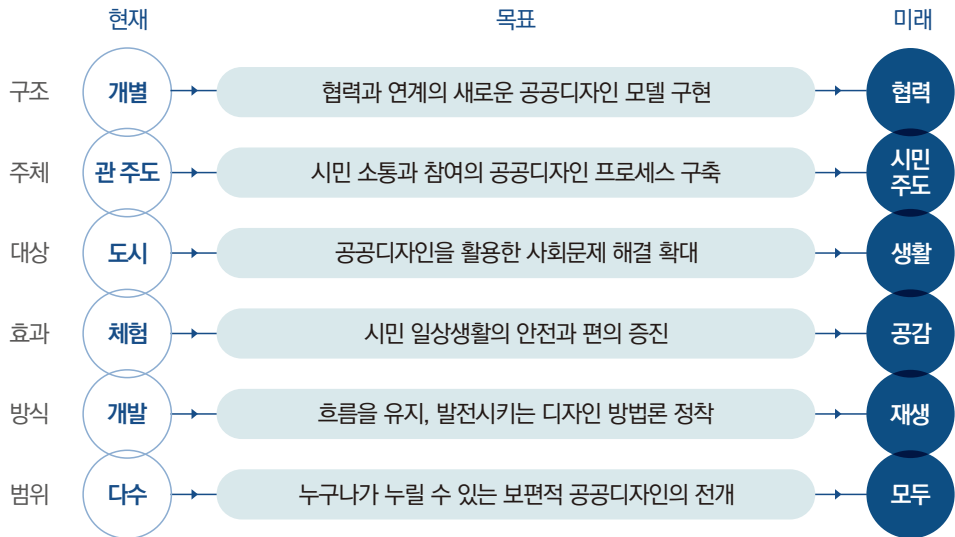 현재 목표 미래
구조 개별 협력과 연계의 새로운 공공디자인 모델 구현 협력
주체 관 주도 시민 소통과 참여의 공공디자인 프로세스 구축 시민
주도
대상 도시 공공디자인을 활용한 사회문제 해결 확대 생활
효과 체험 시민 일상생활의 안전과 편의 증진 공감
방식 개발 흐름을 유지, 발전시키는 디자인 방법론 정착 재생
범위 다수 누구나가 누릴 수 있는 보편적 공공디자인의 전개 모두